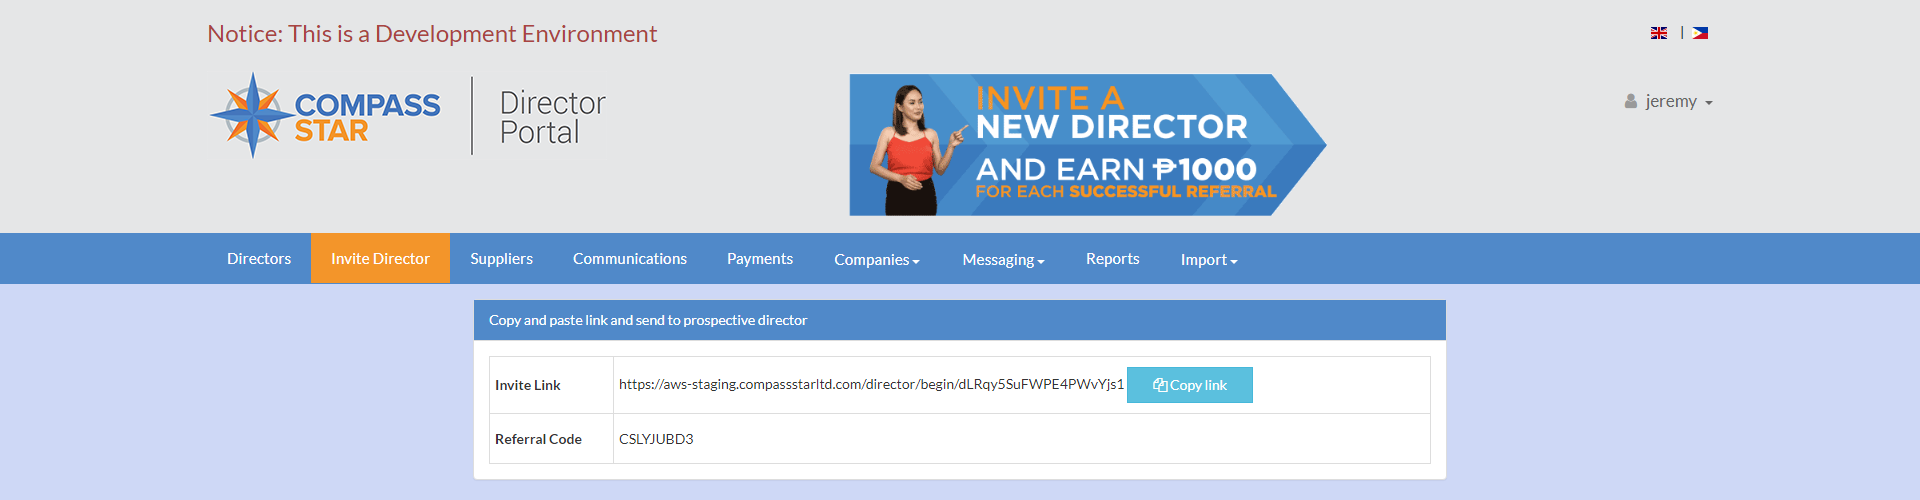 Notice: This is a Development Environment
|
COMPASS
STAR
Director
Portal
INVITE A
NEW DIRECTOR
AND EARN ₱1000
FOR EACH SUCCESSFUL REFERRAL
jeremy
Directors Invite Director Suppliers Communications Payments Companies Messaging Reports Import
Copy and paste link and send to prospective director
Invite Link https://aws-staging.compassstarltd.com/director/begin/dLRqy5SuFWPE4PWvYjs1 Copy link
Referral Code CSLYJUBD3